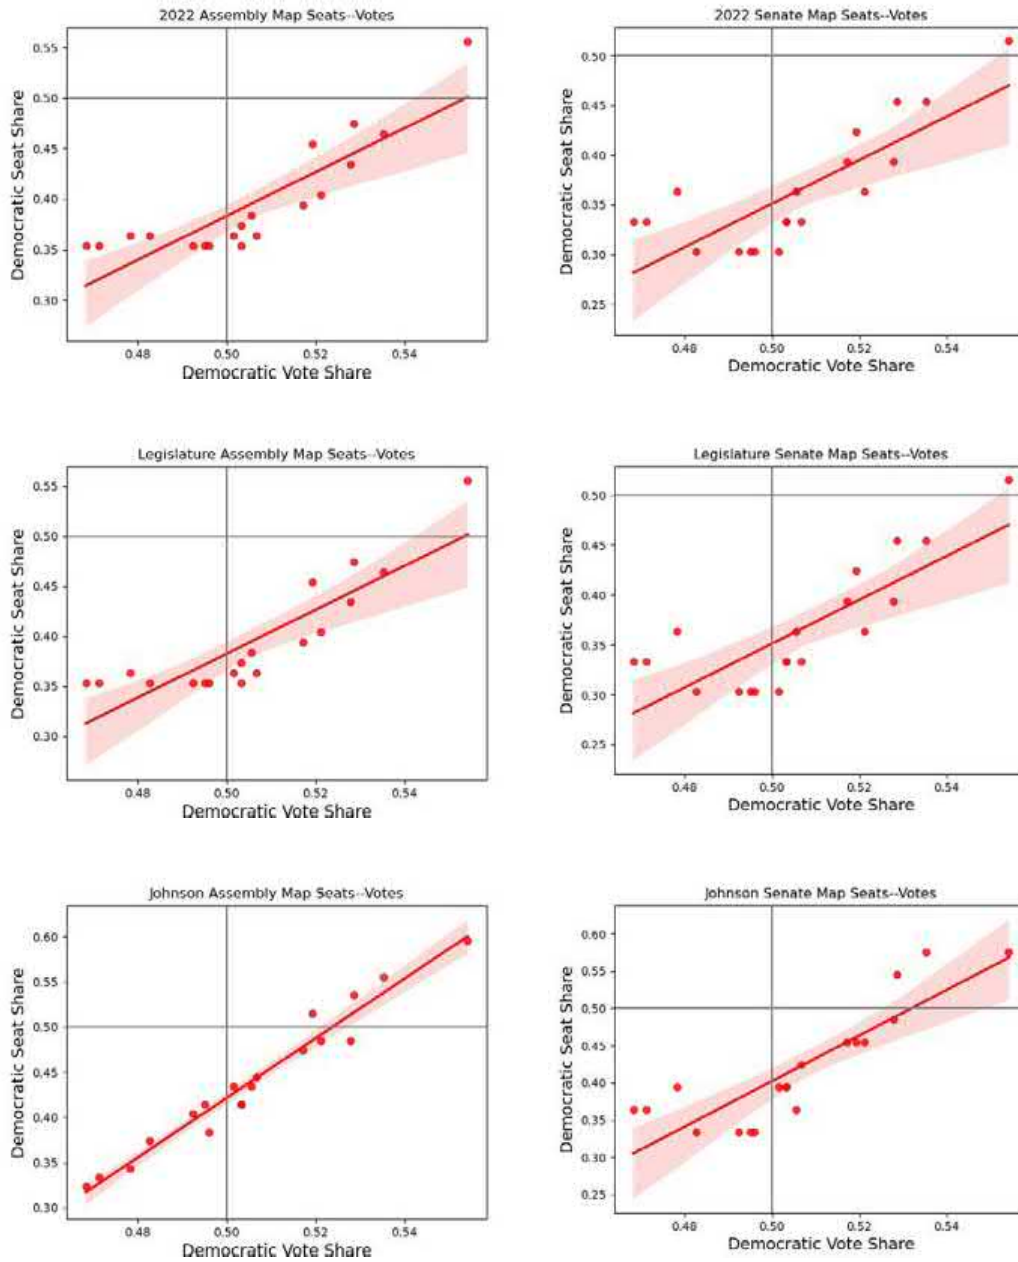 2022 Assembly Map Seats--Votes
0.55
0.50
0.45
0.40
0.35
0.30
Democratic Seat Share
0.48 0.50 0.52 0.54
Democratic Vote Share
2022 Senate Map Seats--Votes
0.50
0.45
0.40
0.35
0.30
0.25
Democratic Seat Share
0.48 0.50 0.52 0.54
Democratic Vote Share
Legislature Assembly Map Seats--Votes
0.55
0.50
0.45
0.40
0.35
0.30
Democratic Seat Share
0.48 0.50 0.52 0.54
Democratic Vote Share
Legislature Senate Map Seats--Votes
0.50
0.45
0.40
0.35
0.30
0.25
Democratic Seat Share
0.48 0.50 0.52 0.54
Democratic Vote Share
Johnson Assembly Map Seats--Votes
0.60
0.55
0.50
0.45
0.40
0.35
0.30
Democratic Seat Share
0.48 0.50 0.52 0.54
Democratic Vote Share
Johnson Senate Map Seats--Votes
0.60
0.55
0.50
0.45
0.40
0.35
0.30
0.25
Democratic Seat Share
0.48 0.50 0.52 0.54
Democratic Vote Share